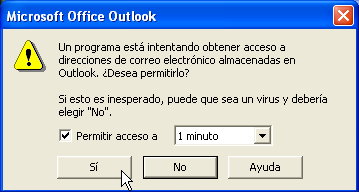 Microsoft Office Outlook
Un programa está intentando obtener acceso a
direcciones de correo electrónico almacenadas en
Outlook. ¿Desea permitirlo?
Si esto es inesperado, puede que sea un virus y debería
elegir "No".
Permitir acceso a 1 minuto
Sí No Ayuda